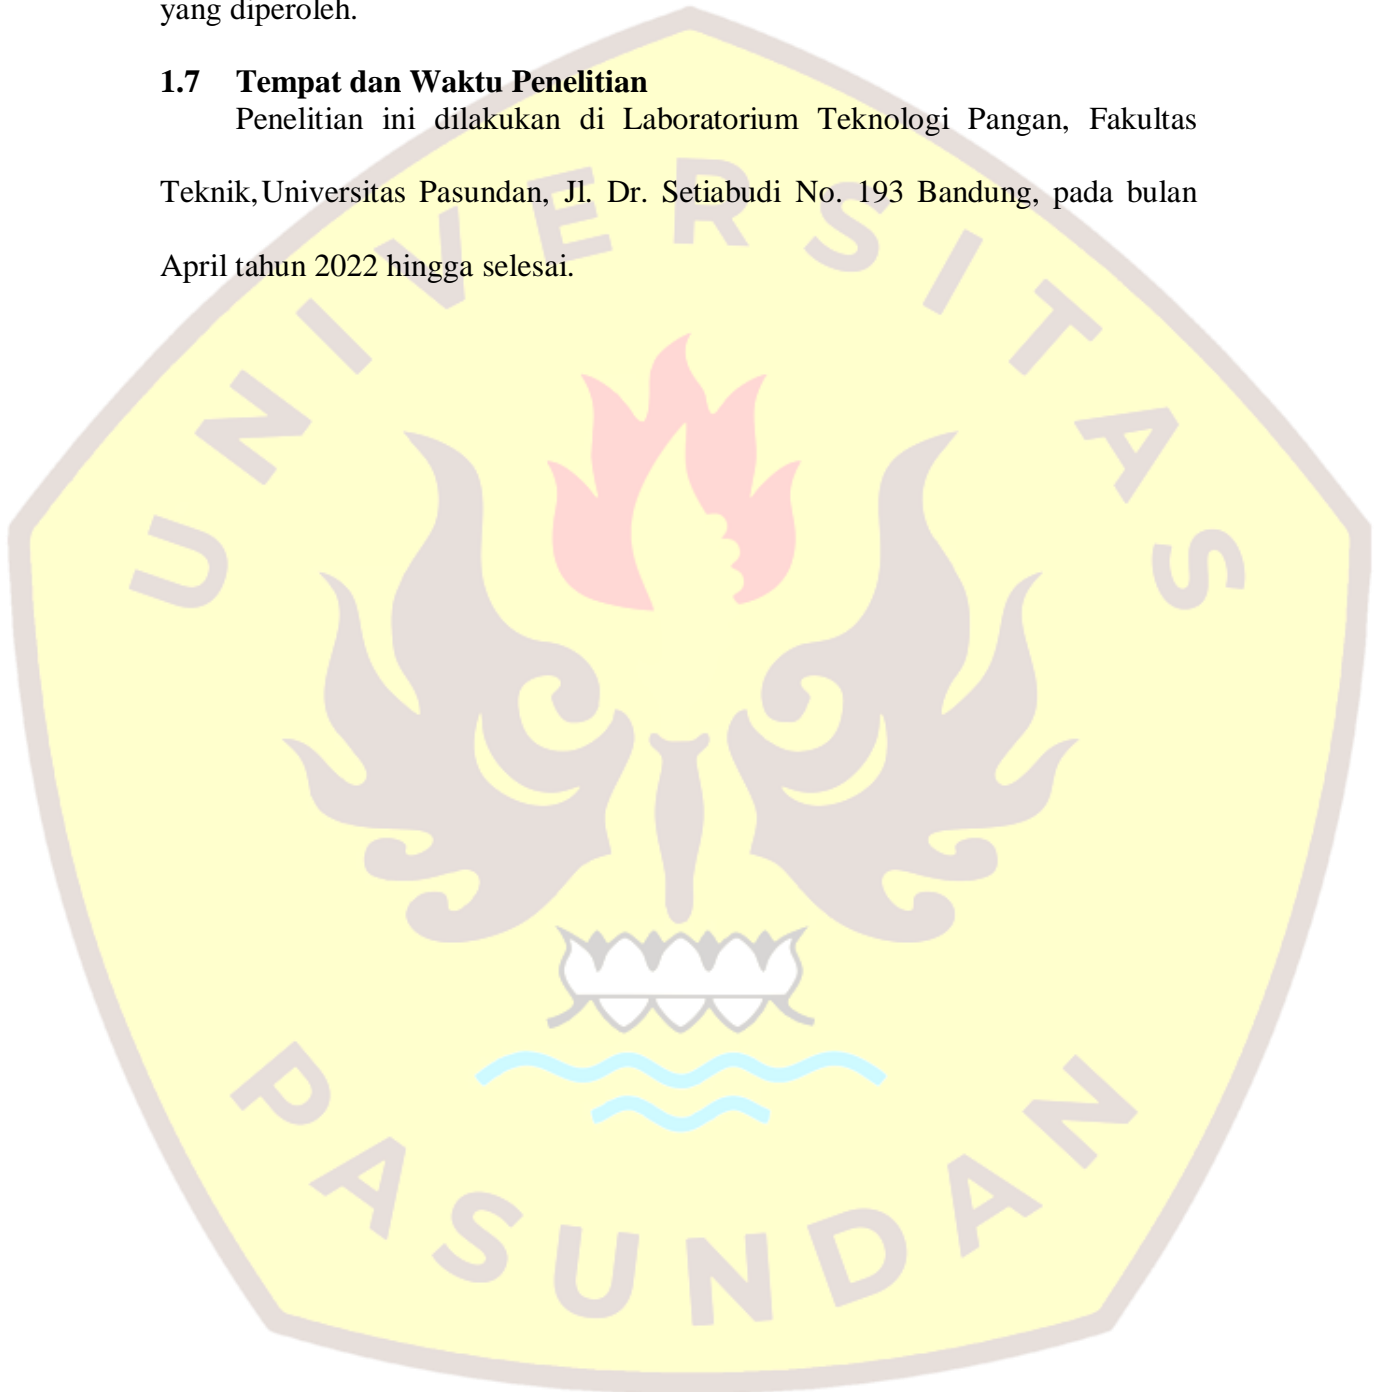 yang diperoleh.
1.7 Tempat dan Waktu Penelitian
Penelitian ini dilakukan di Laboratorium Teknologi Pangan, Fakultas
Teknik, Universitas Pasundan, Jl. Dr. Setiabudi No. 193 Bandung, pada bulan
April tahun 2022 hingga selesai.
UNIVERSITAS
PASUNDAN